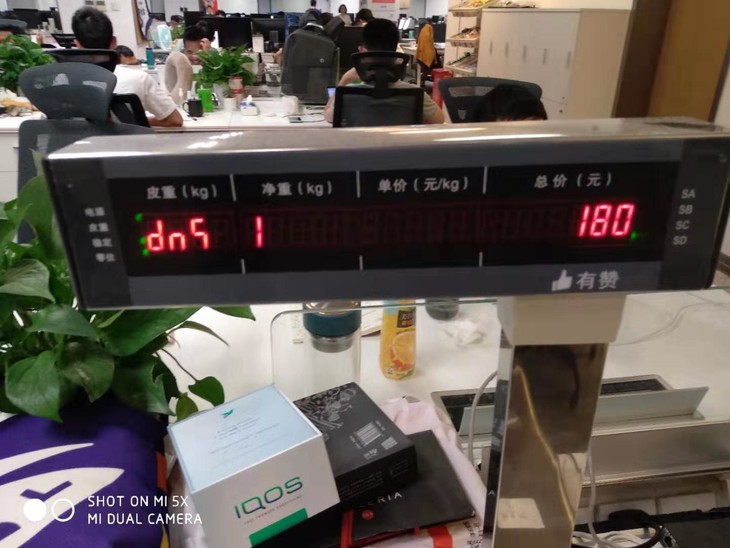 皮重（kg） 净重（kg） 单价（元/kg） 总价（元）
电源
皮重
稳定
零位
dn5 1 180
SA
SB
SC
SD
有赞
IQOS
ERIA
SHOT ON MI 5X
MI DUAL CAMERA